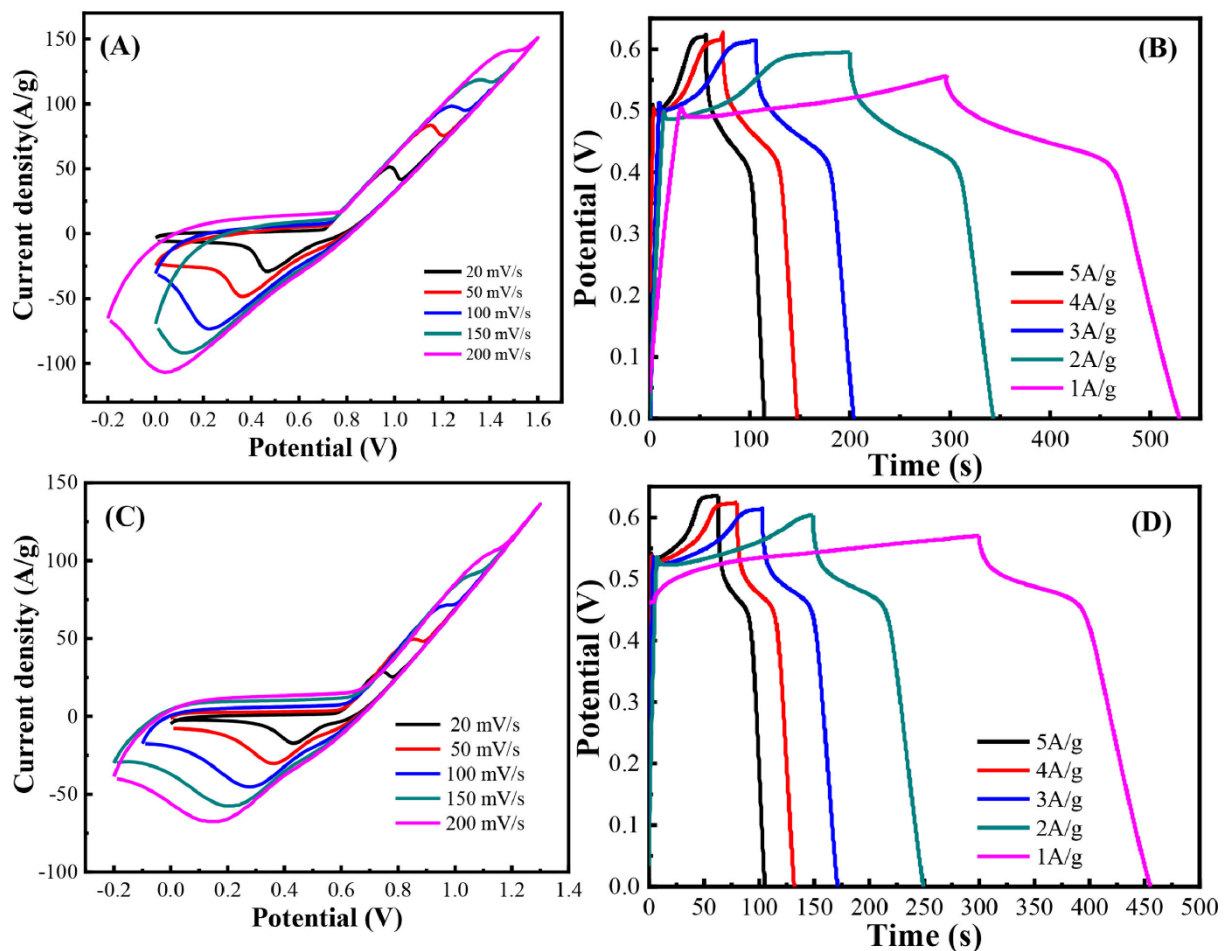 (A)
Current density(A/g)
150
100
50
0
-50
-100
20 mV/s
50 mV/s
100 mV/s
150 mV/s
200 mV/s
-0.2 0.0 0.2 0.4 0.6 0.8 1.0 1.2 1.4 1.6
Potential (V)
(B)
Potential (V)
0.6
0.5
0.4
0.3
0.2
0.1
0.0
5A/g
4A/g
3A/g
2A/g
1A/g
0 100 200 300 400 500
Time (s)
(C)
Current density (A/g)
150
100
50
0
-50
-100
20 mV/s
50 mV/s
100 mV/s
150 mV/s
200 mV/s
-0.2 0.0 0.2 0.4 0.6 0.8 1.0 1.2 1.4
Potential (V)
(D)
Potential (V)
0.6
0.5
0.4
0.3
0.2
0.1
0.0
5A/g
4A/g
3A/g
2A/g
1A/g
0 50 100 150 200 250 300 350 400 450 500
Time (s)